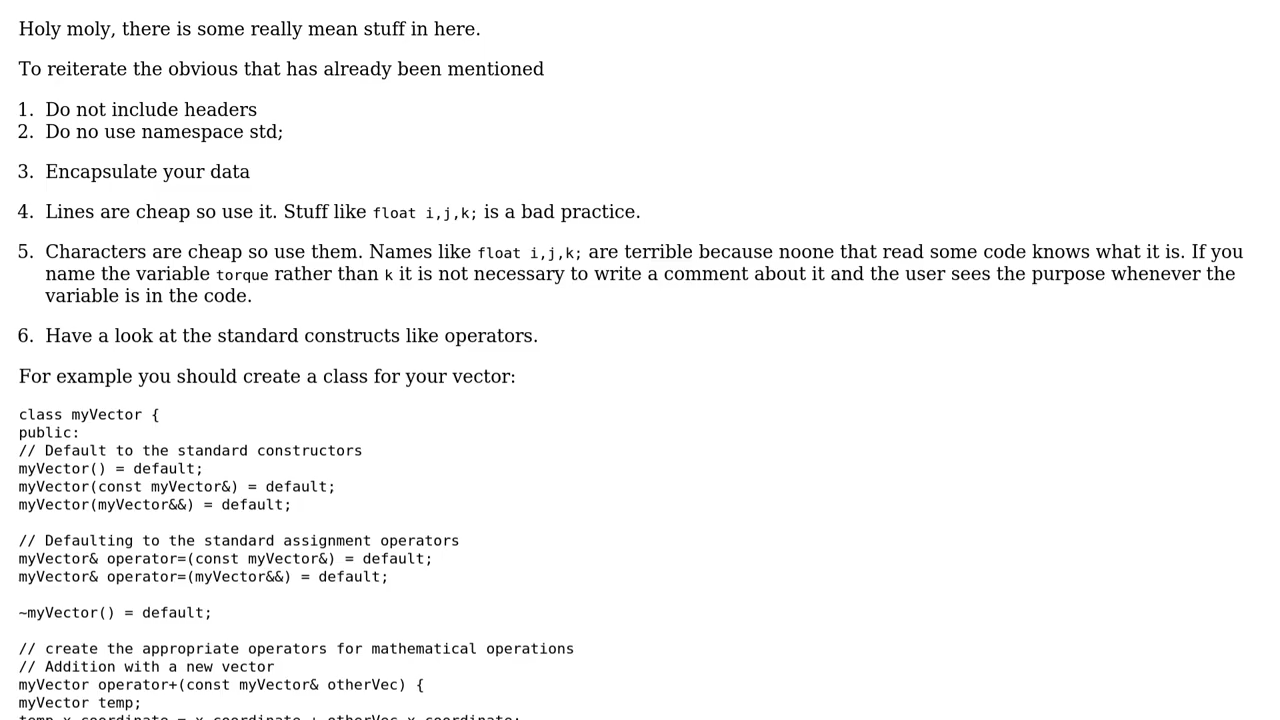 Holy moly, there is some really mean stuff in here.
To reiterate the obvious that has already been mentioned
1. Do not include headers
2. Do no use namespace std;
3. Encapsulate your data
4. Lines are cheap so use it. Stuff like float i,j,k; is a bad practice.
5. Characters are cheap so use them. Names like float i,j,k; are terrible because noone that read some code knows what it is. If you
name the variable torque rather than k it is not necessary to write a comment about it and the user sees the purpose whenever the
variable is in the code.
6. Have a look at the standard constructs like operators.
For example you should create a class for your vector:
class myVector {
public:
// Default to the standard constructors
myVector() = default;
myVector(const myVector&) = default;
myVector(myVector&&) = default;
// Defaulting to the standard assignment operators
myVector& operator=(const myVector&) = default;
myVector& operator=(myVector&&) = default;
~myVector() = default;
// create the appropriate operators for mathematical operations
// Addition with a new vector
myVector operator+(const myVector& otherVec) {
myVector temp;
temp.x_coordinate = x_coordinate + otherVec.x_coordinate;